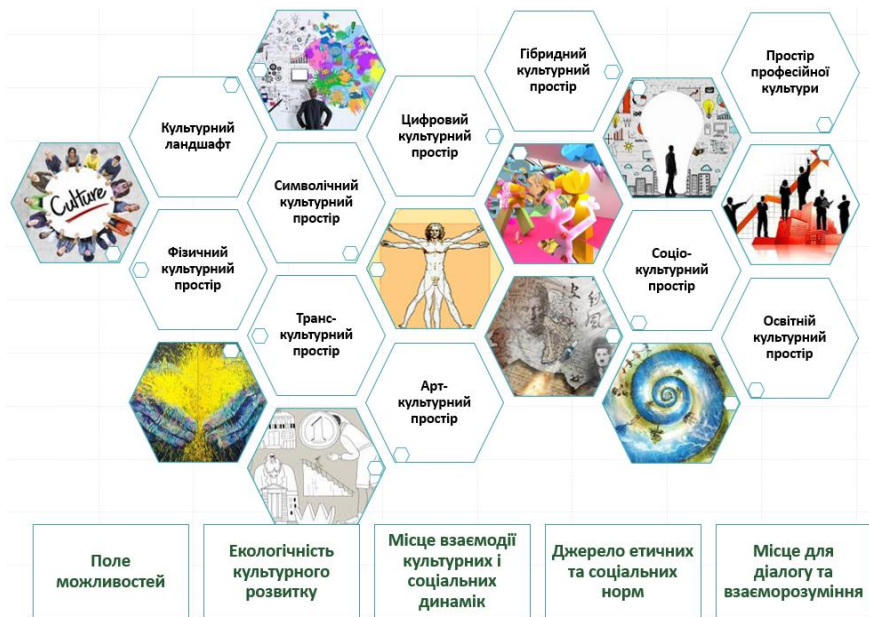 Гібридний
культурний
простір
Простір
професійної
культури
Культурний
ландшафт
Цифровий
культурний
простір
Символічний
культурний
простір
Culture
Фізичний
культурний
простір
Соціо-
культурний
простір
Транс-
культурний
простір
Освітній
культурний
простір
Арт-
культурний
простір
Поле
можливостей
Екологічність
культурного
розвитку
Місце взаємодії
культурних і
соціальних
динамік
Джерело етичних
та соціальних
норм
Місце для
діалогу та
взаєморозуміння